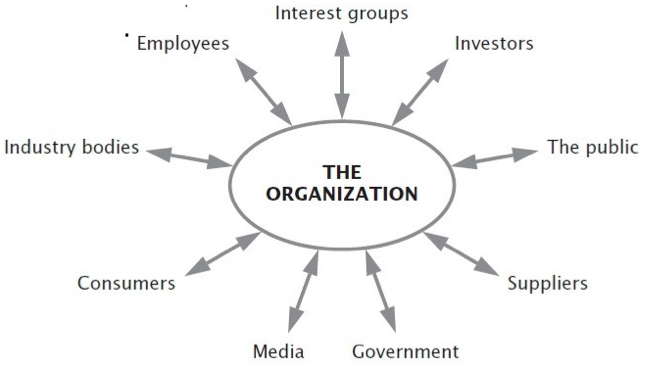 Interest groups
Employees
Investors
Industry bodies
The public
THE
ORGANIZATION
Consumers
Suppliers
Media
Government